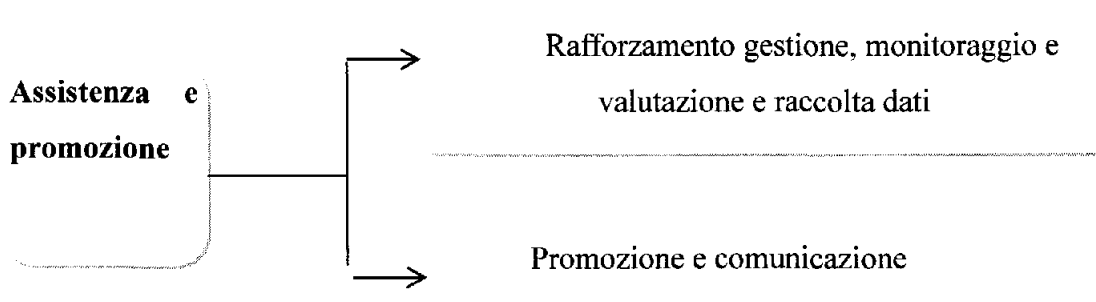 Assistenza e
promozione
Rafforzamento gestione, monitoraggio e
valutazione e raccolta dati
Promozione e comunicazione